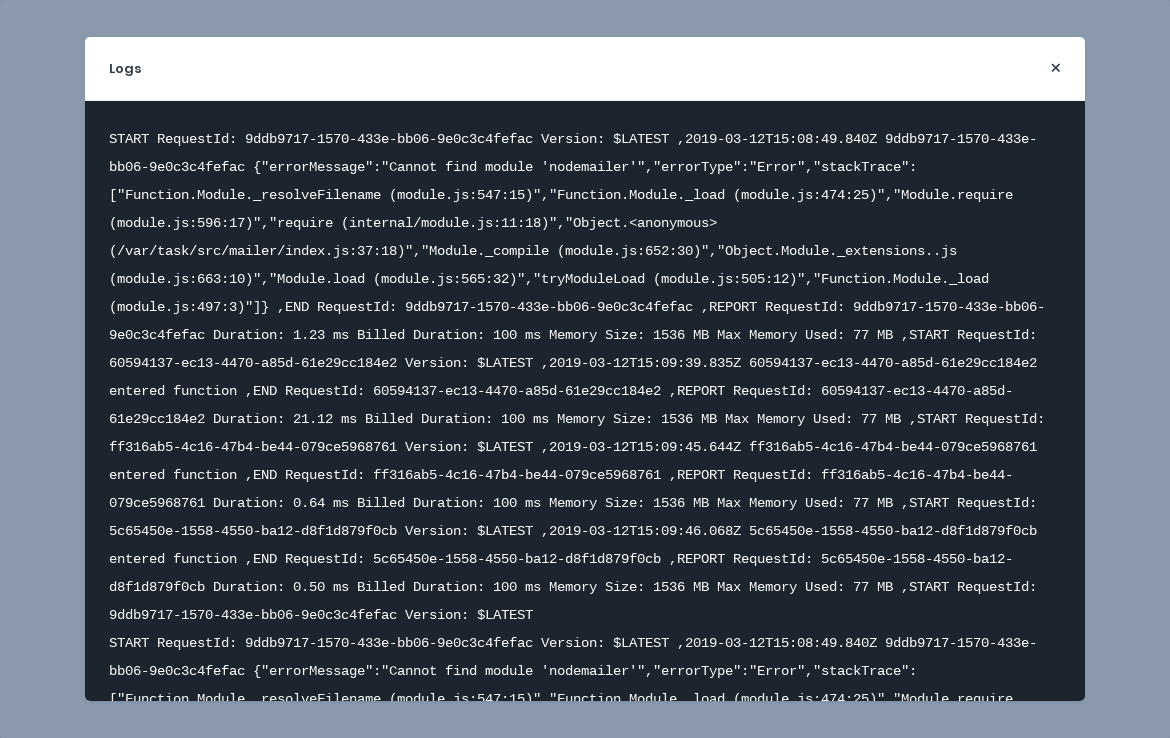 Logs
×
START RequestId: 9ddb9717-1570-433e-bb06-9e0c3c4fefac Version: $LATEST ,2019-03-12T15:08:49.840Z 9ddb9717-1570-433e-
bb06-9e0c3c4fefac {"errorMessage":"Cannot find module 'nodemailer'","errorType":"Error","stackTrace":
["Function.Module._resolveFilename (module.js:547:15)","Function.Module._load (module.js:474:25)","Module.require
(module.js:596:17)","require (internal/module.js:11:18)","Object.<anonymous>
(/var/task/src/mailer/index.js:37:18)","Module._compile (module.js:652:30)","Object.Module._extensions..js
(module.js:663:10)","Module.load (module.js:565:32)","tryModuleLoad (module.js:505:12)","Function.Module._load
(module.js:497:3)"]} ,END RequestId: 9ddb9717-1570-433e-bb06-9e0c3c4fefac ,REPORT RequestId: 9ddb9717-1570-433e-bb06-
9e0c3c4fefac Duration: 1.23 ms Billed Duration: 100 ms Memory Size: 1536 MB Max Memory Used: 77 MB ,START RequestId:
60594137-ec13-4470-a85d-61e29cc184e2 Version: $LATEST ,2019-03-12T15:09:39.835Z 60594137-ec13-4470-a85d-61e29cc184e2
entered function ,END RequestId: 60594137-ec13-4470-a85d-61e29cc184e2 ,REPORT RequestId: 60594137-ec13-4470-a85d-
61e29cc184e2 Duration: 21.12 ms Billed Duration: 100 ms Memory Size: 1536 MB Max Memory Used: 77 MB ,START RequestId:
ff316ab5-4c16-47b4-be44-079ce5968761 Version: $LATEST ,2019-03-12T15:09:45.644Z ff316ab5-4c16-47b4-be44-079ce5968761
entered function ,END RequestId: ff316ab5-4c16-47b4-be44-079ce5968761 ,REPORT RequestId: ff316ab5-4c16-47b4-be44-
079ce5968761 Duration: 0.64 ms Billed Duration: 100 ms Memory Size: 1536 MB Max Memory Used: 77 MB ,START RequestId:
5c65450e-1558-4550-ba12-d8f1d879f0cb Version: $LATEST ,2019-03-12T15:09:46.068Z 5c65450e-1558-4550-ba12-d8f1d879f0cb
entered function ,END RequestId: 5c65450e-1558-4550-ba12-d8f1d879f0cb ,REPORT RequestId: 5c65450e-1558-4550-ba12-
d8f1d879f0cb Duration: 0.50 ms Billed Duration: 100 ms Memory Size: 1536 MB Max Memory Used: 77 MB ,START RequestId:
9ddb9717-1570-433e-bb06-9e0c3c4fefac Version: $LATEST
START RequestId: 9ddb9717-1570-433e-bb06-9e0c3c4fefac Version: $LATEST ,2019-03-12T15:08:49.840Z 9ddb9717-1570-433e-
bb06-9e0c3c4fefac {"errorMessage":"Cannot find module 'nodemailer'","errorType":"Error","stackTrace":
["Function.Module._resolveFilename (module.js:547:15)","Function.Module._load (module.js:474:25)","Module.require